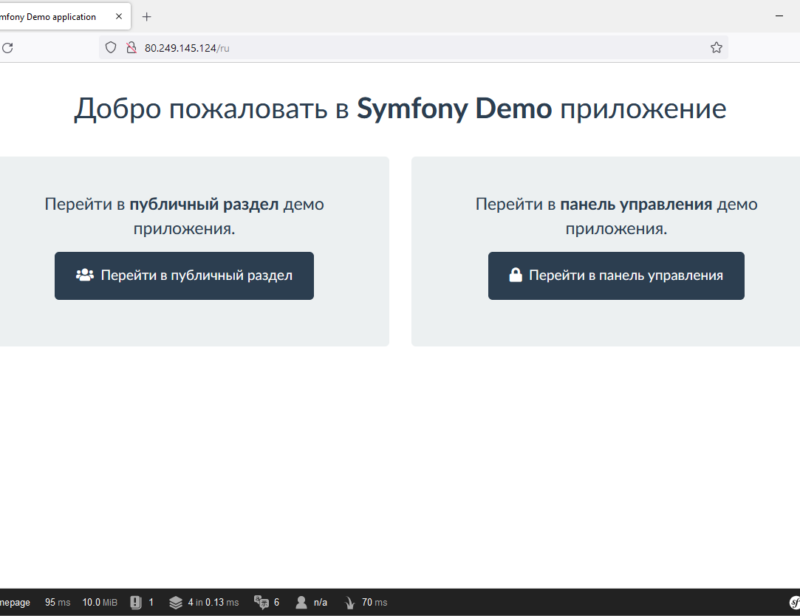 mfony Demo application
80.249.145.124/ru
Добро пожаловать в Symfony Demo приложение
Перейти в публичный раздел демо
приложения.
Перейти в публичный раздел
Перейти в панель управления демо
приложения.
Перейти в панель управления
mepage 95 ms 10.0 MiB 1 4 in 0.13 ms 6 n/a 70 ms sf